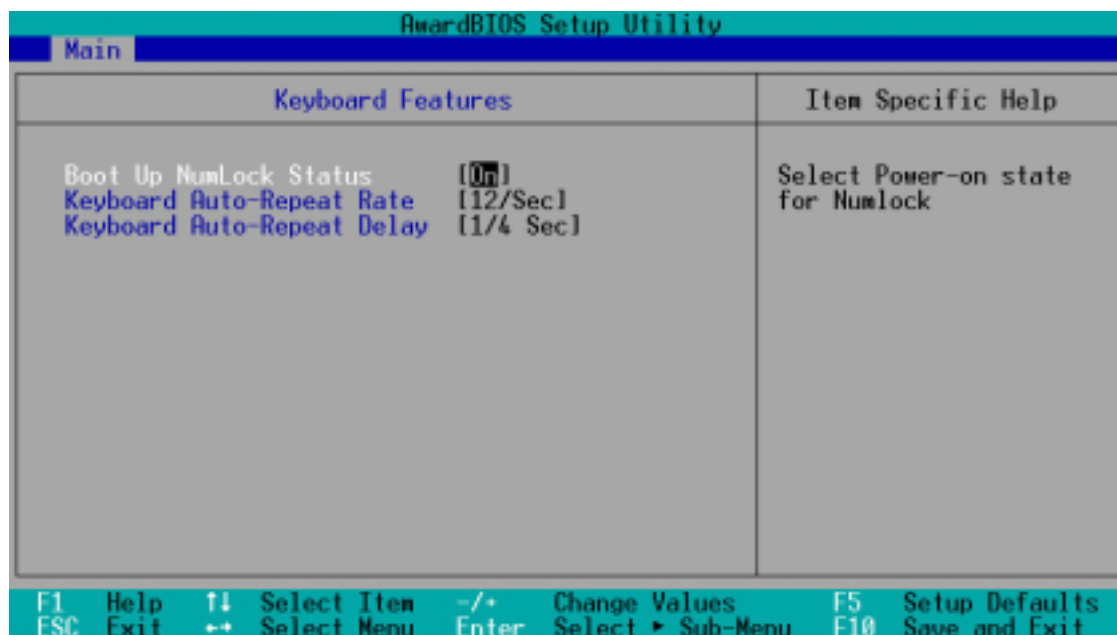 AwardBIOS Setup Utility
Main
Keyboard Features
Item Specific Help
Boot Up NumLock Status [On]
Keyboard Auto-Repeat Rate [12/Sec]
Keyboard Auto-Repeat Delay [1/4 Sec]
Select Power-on state
for Numlock
F1 Help ↑↓ Select Item -/+ Change Values F5 Setup Defaults
ESC Exit ←→ Select Menu Enter Select ► Sub-Menu F10 Save and Exit